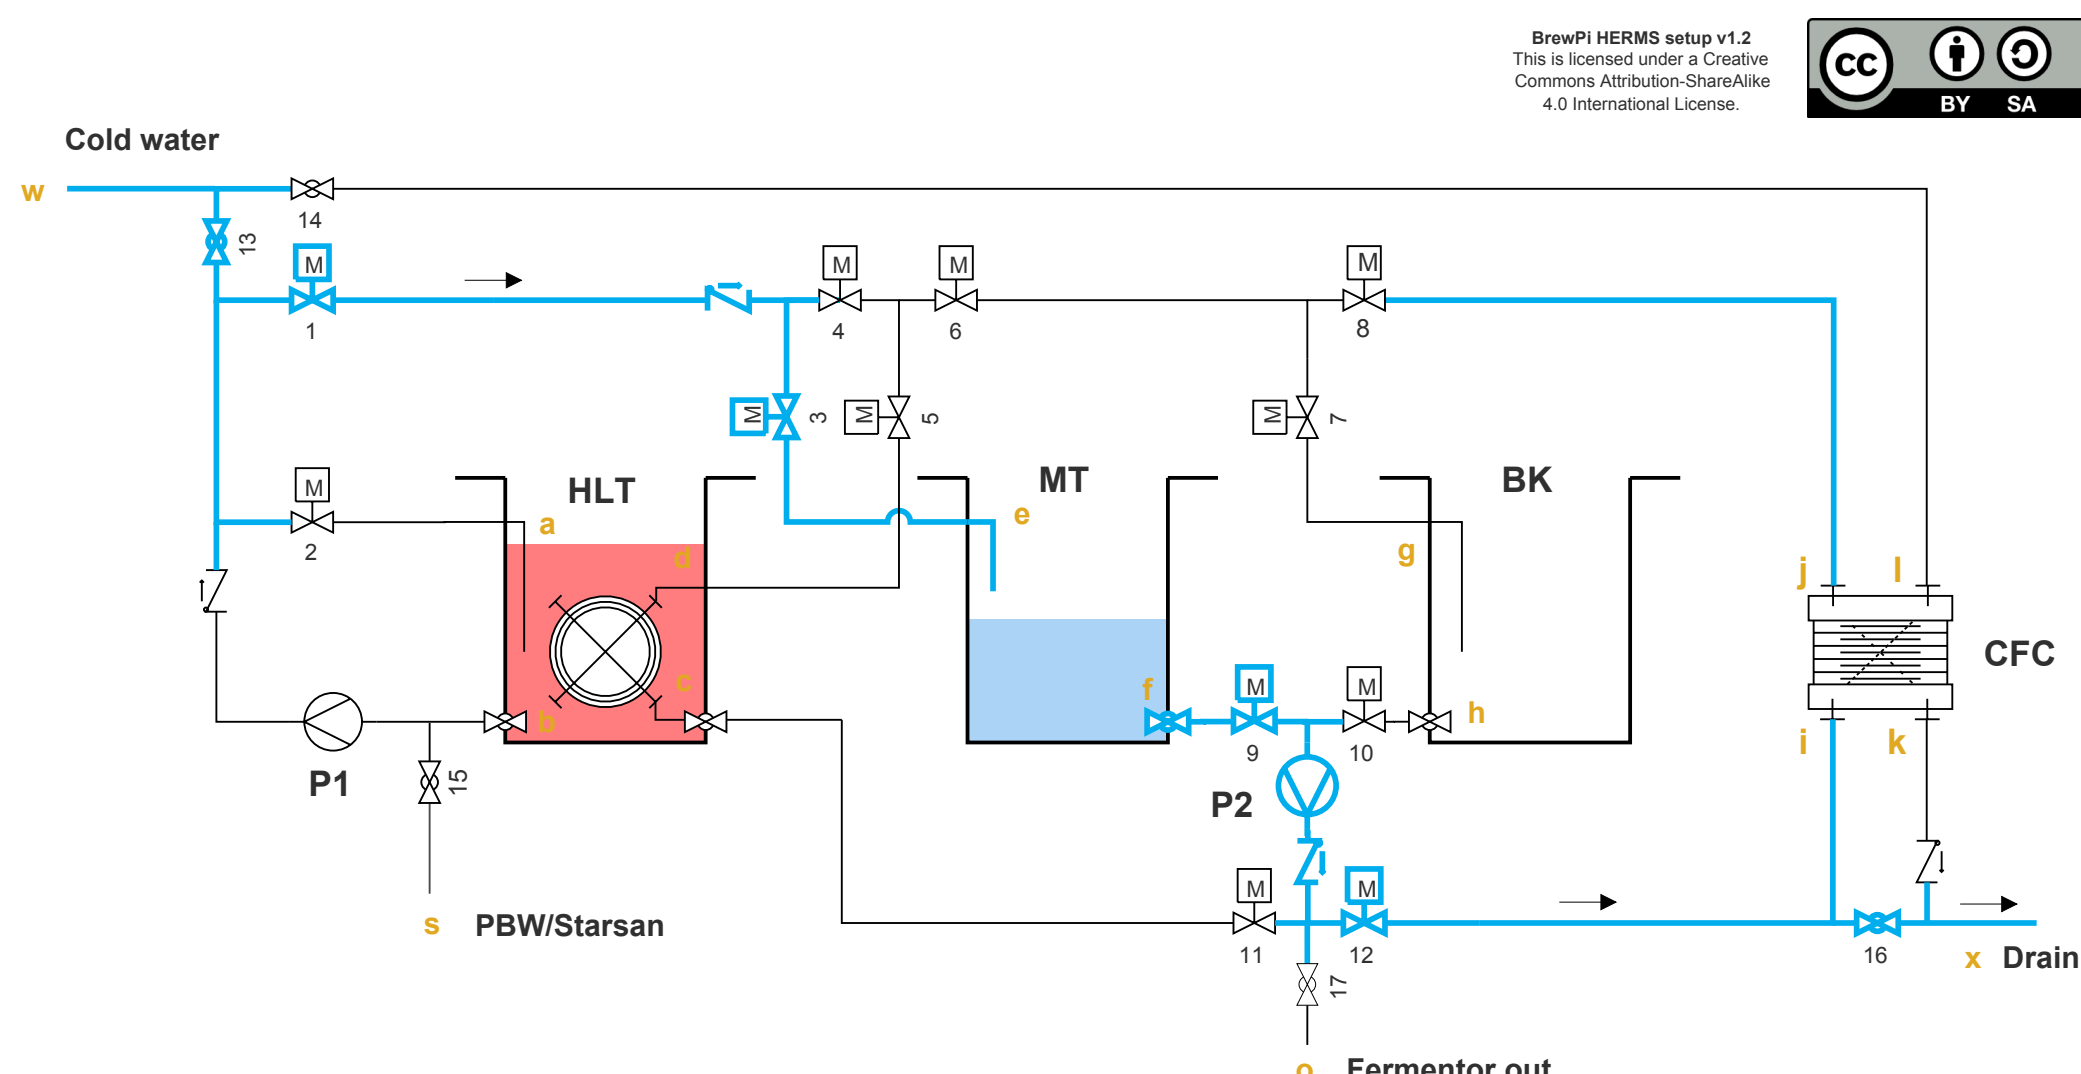 BrewPi HERMS setup v1.2
This is licensed under a Creative
Commons Attribution-ShareAlike
4.0 International License.
cc
BY SA
Cold water
w
14
13
M
M
M
M
1
4
6
8
M
3
M
5
M
7
M
2
HLT
MT
BK
a
d
e
g
j
l
c
CFC
b
f
M
M
h
i
k
9
10
P1
15
P2
M
M
s
PBW/Starsan
11
12
16
x Drain
17
o Fermentor out